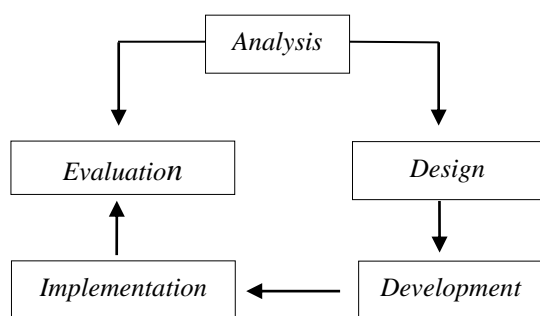 Analysis
Evaluation
Design
Implementation
Development